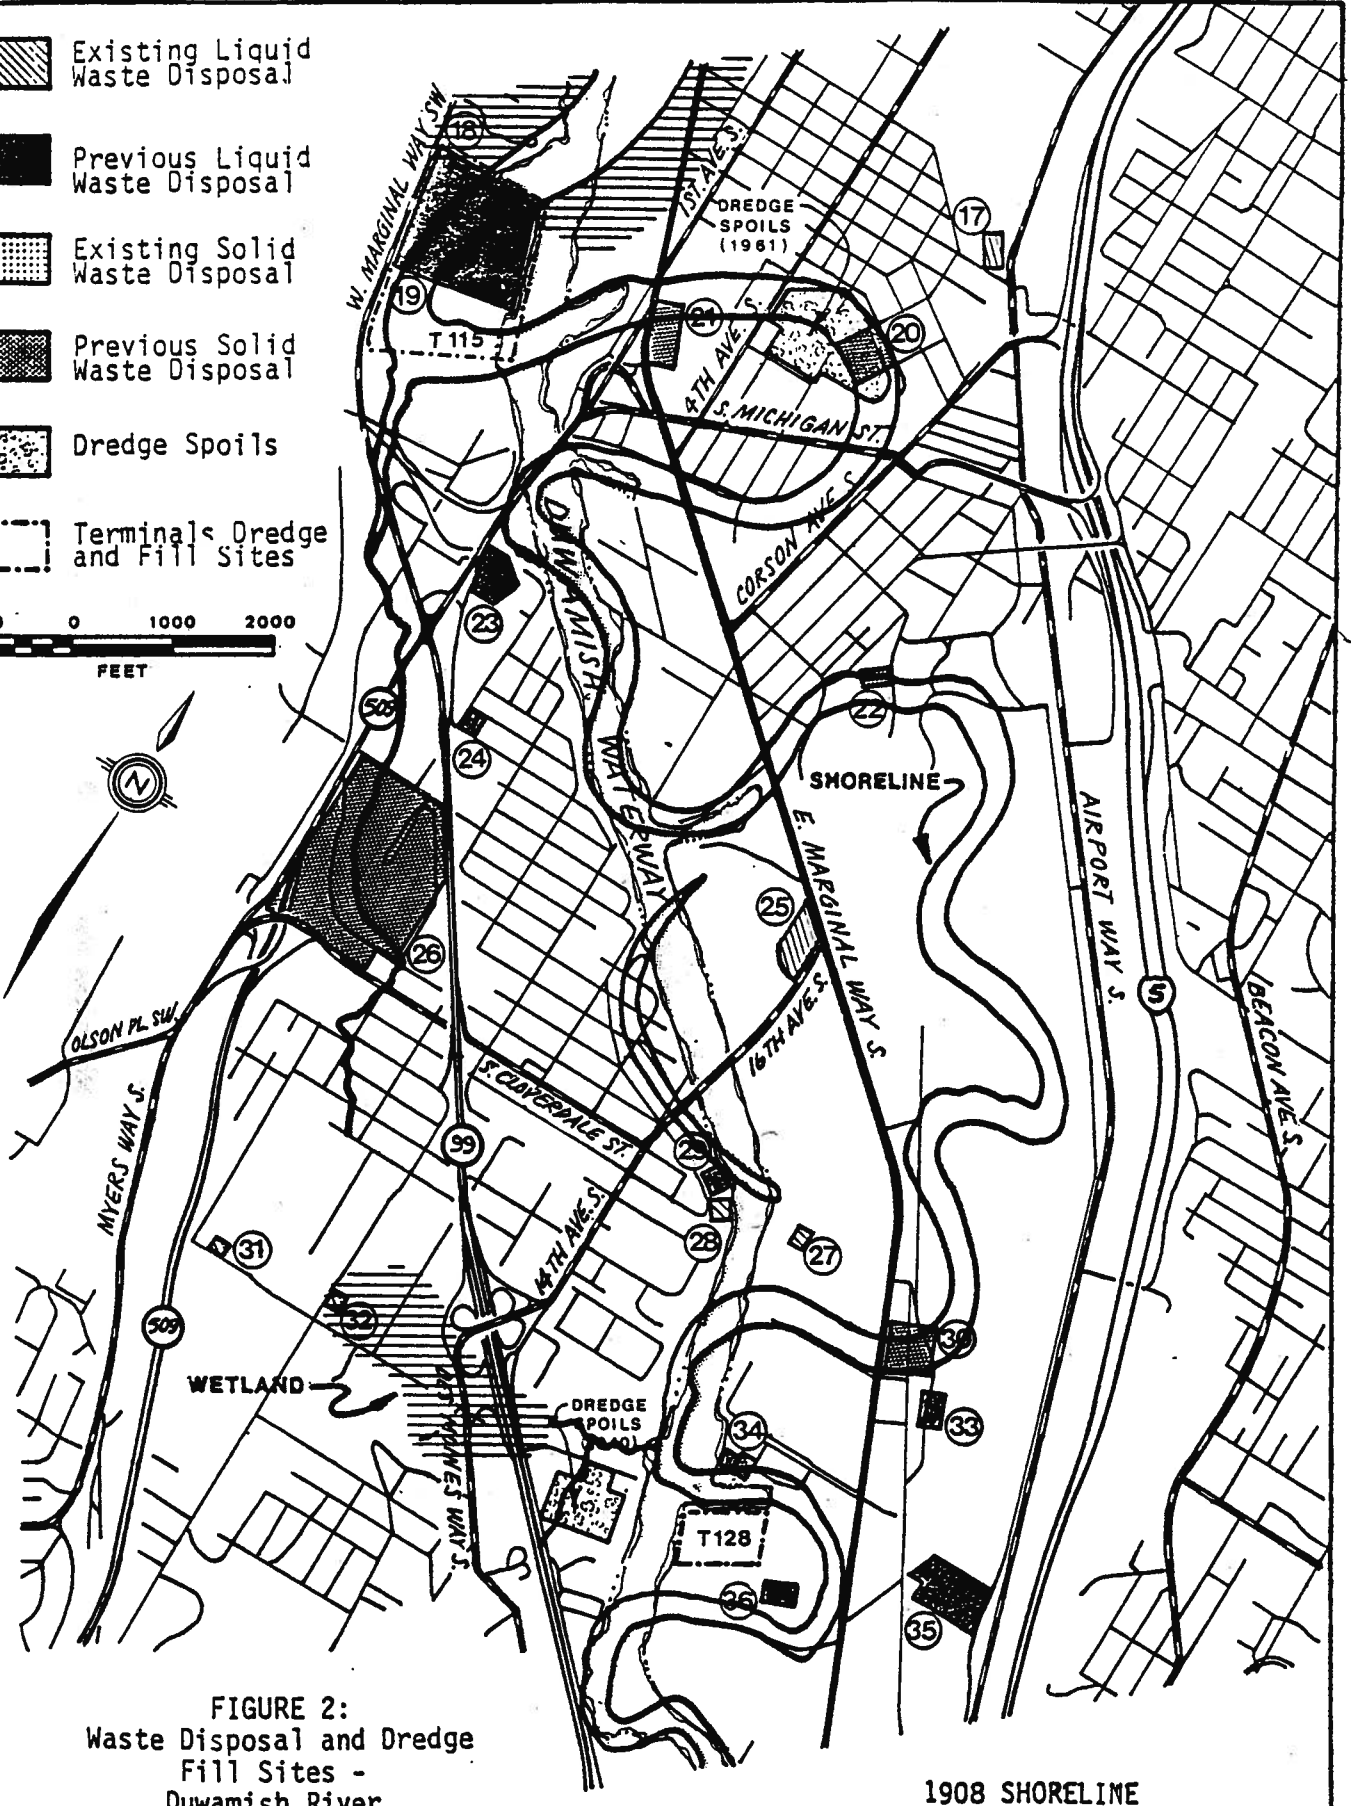 Existing Liquid
Waste Disposal
Previous Liquid
Waste Disposal
Existing Solid
Waste Disposal
Previous Solid
Waste Disposal
Dredge Spoils
Terminals Dredge
and Fill Sites
0 1000 2000
FEET
N
W. MARGINAL WAY SW
18
1ST. AVE. S.
DREDGE
SPOILS
(1961)
17
19
T 115
21
20
4TH AVE S.
S. MICHIGAN ST.
CORSON AVE S.
DUWAMISH WATERWAY
23
509
24
22
SHORELINE
E. MARGINAL WAY S.
AIRPORT WAY S.
25
26
5
BEACON AVE S.
OLSON PL. SW.
16TH AVE. S.
S. CLOVERDALE ST.
MYERS WAY S.
99
29
14TH AVE. S.
28
27
31
32
509
30
WETLAND
DES MOINES WAY S.
DREDGE
SPOILS
34
33
T128
36
35
FIGURE 2:
Waste Disposal and Dredge
Fill Sites -
Duwamish River
1908 SHORELINE